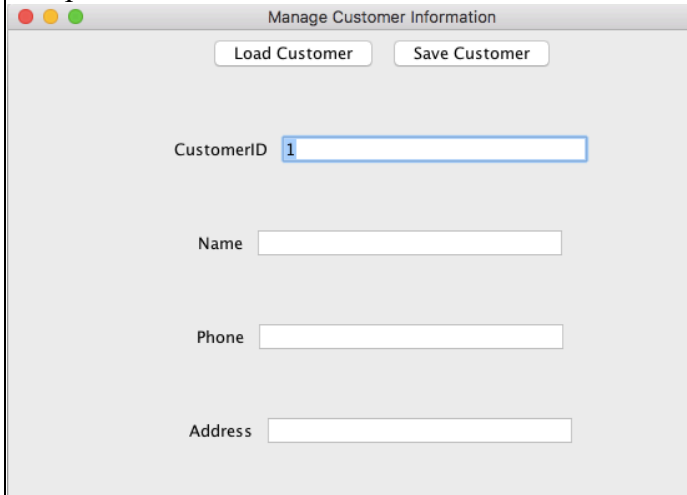 Manage Customer Information
Load Customer Save Customer
CustomerID 1
Name
Phone
Address